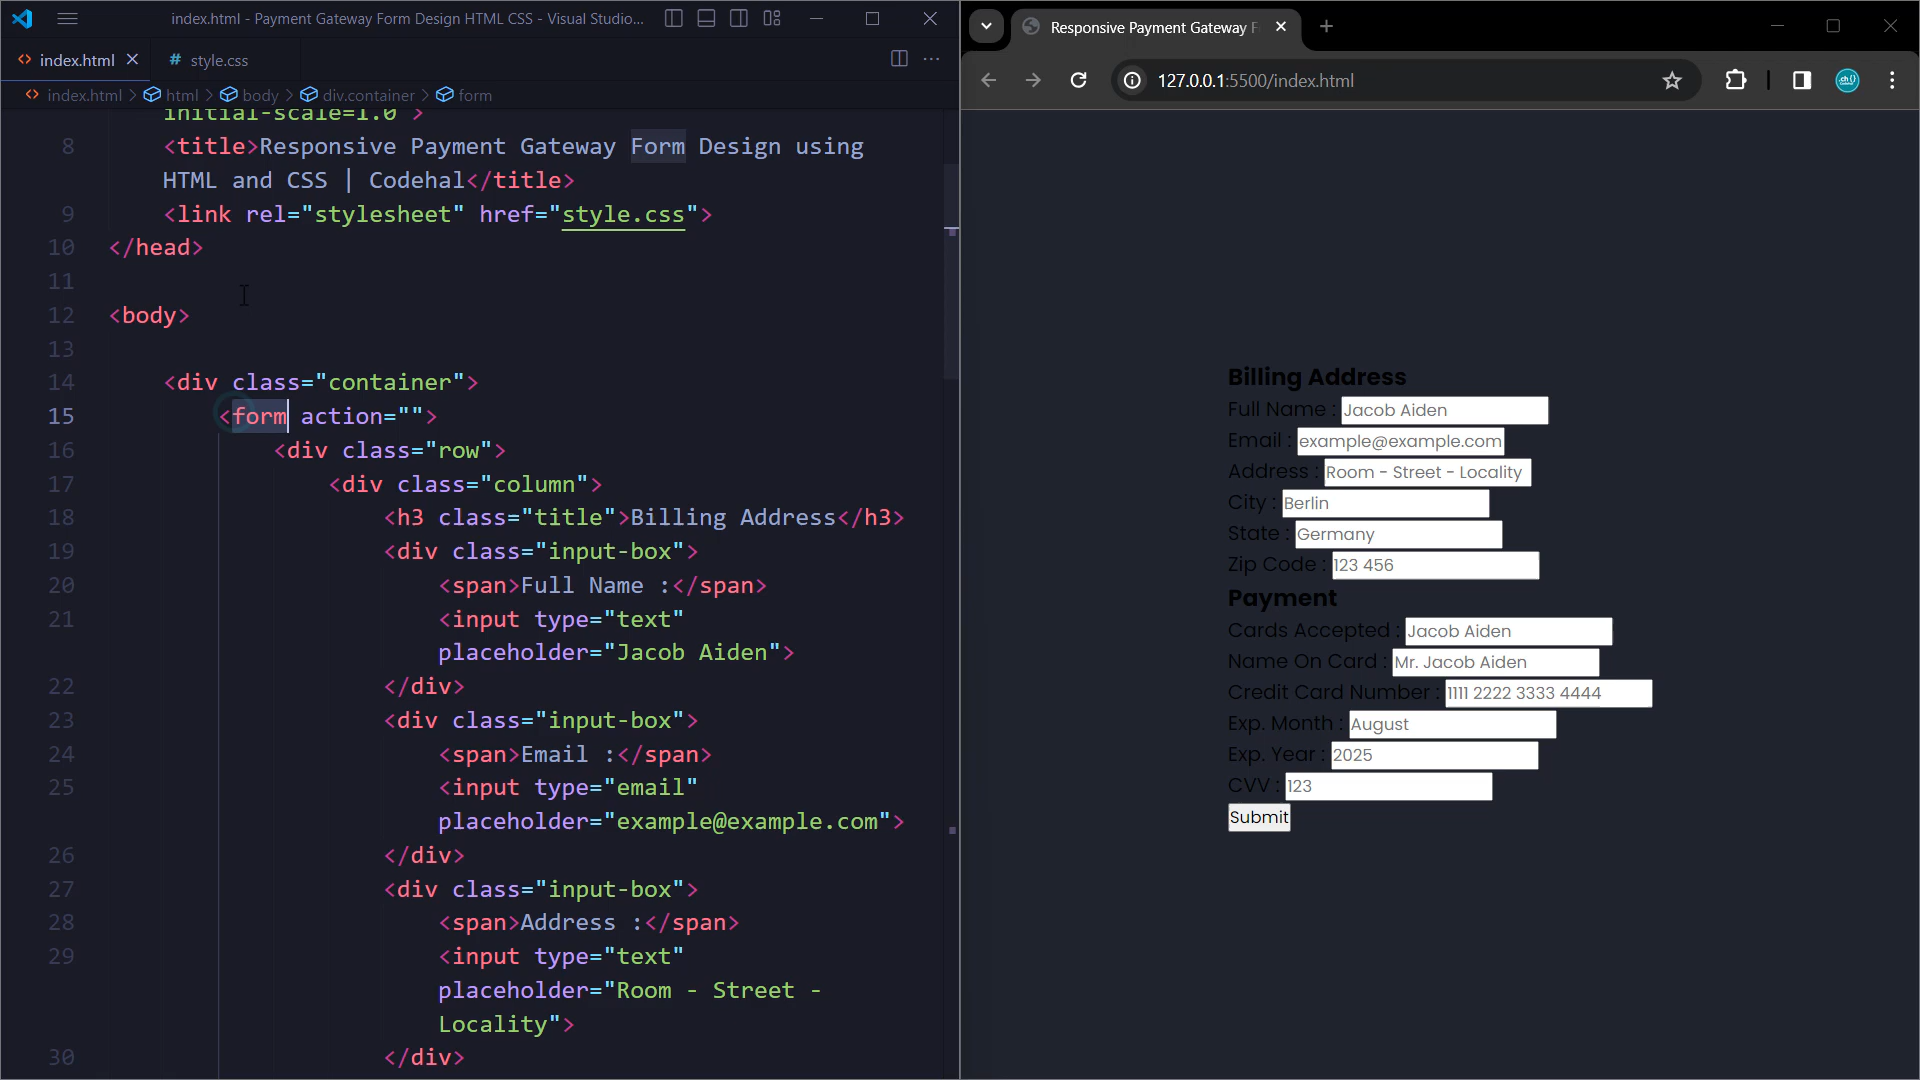 index.html - Payment Gateway Form Design HTML CSS - Visual Studio...
index.html
# style.css
index.html > html > body > div.container > form
initial-scale=1.0">
8 <title>Responsive Payment Gateway Form Design using
HTML and CSS | Codehal</title>
9 <link rel="stylesheet" href="style.css">
10 </head>
11
12 <body>
13
14 <div class="container">
15 <form action="">
16 <div class="row">
17 <div class="column">
18 <h3 class="title">Billing Address</h3>
19 <div class="input-box">
20 <span>Full Name :</span>
21 <input type="text"
placeholder="Jacob Aiden">
22 </div>
23 <div class="input-box">
24 <span>Email :</span>
25 <input type="email"
placeholder="example@example.com">
26 </div>
27 <div class="input-box">
28 <span>Address :</span>
29 <input type="text"
placeholder="Room - Street -
Locality">
30 </div>
Responsive Payment Gateway F
127.0.0.1:5500/index.html
Billing Address
Full Name : Jacob Aiden
Email : example@example.com
Address : Room - Street - Locality
City : Berlin
State : Germany
Zip Code : 123 456
Payment
Cards Accepted : Jacob Aiden
Name On Card : Mr. Jacob Aiden
Credit Card Number : 1111 2222 3333 4444
Exp. Month : August
Exp. Year : 2025
CVV : 123
Submit